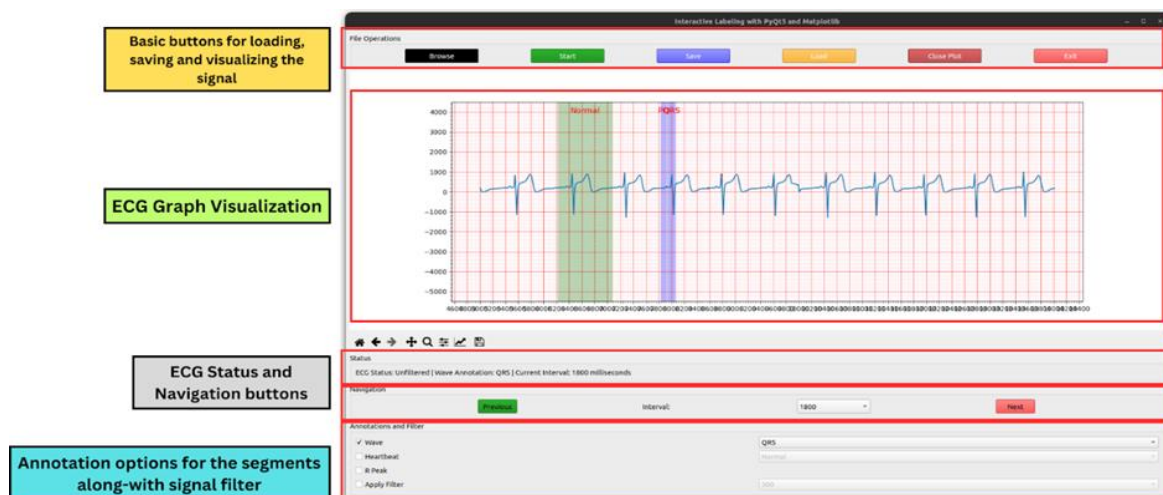 Interactive Labeling with PyQt5 and Matplotlib
Basic buttons for loading,
saving and visualizing the
signal
File Operations
Browse
Start
Save
Load
Close Plot
Exit
ECG Graph Visualization
Normal
QRS
4000
3000
2000
1000
0
−1000
−2000
−3000
−4000
−5000
ECG Status and
Navigation buttons
Status
ECG Status: Unfiltered | Wave Annotation: QRS | Current Interval: 1800 milliseconds
Navigation
Previous
Interval:
1800
Next
Annotation options for the segments
along-with signal filter
Annotations and Filter
Wave
QRS
Heartbeat
Normal
R Peak
Apply Filter